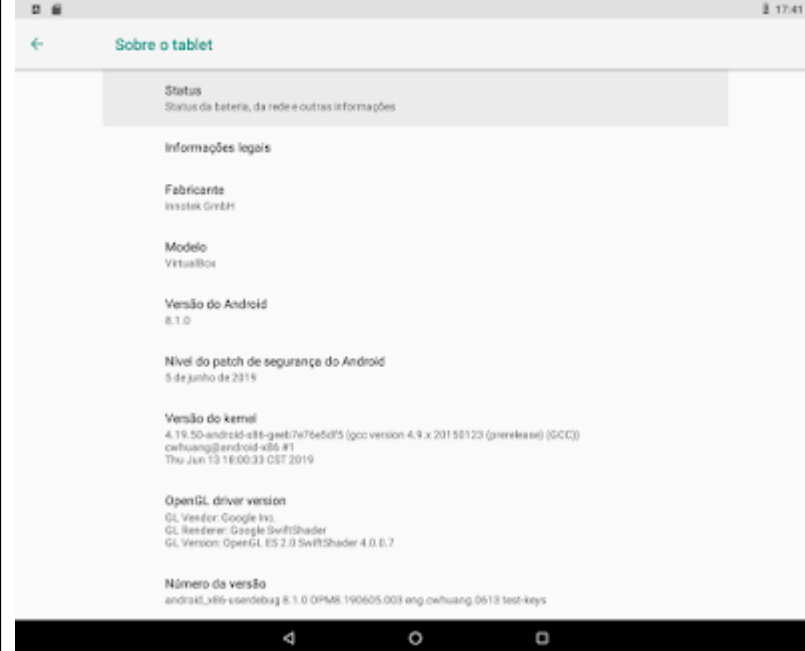 17:41
Sobre o tablet
Status
Status da bateria, da rede e outras informações
Informações legais
Fabricante
innotek GmbH
Modelo
VirtualBox
Versão do Android
8.1.0
Nível do patch de segurança do Android
5 de junho de 2019
Versão do kernel
4.19.50-android-x86-geeb7e76e5df5 (gcc version 4.9.x 20150123 (prerelease) (GCC))
cwhuang@android-x86 #1
Thu Jun 13 18:00:33 CST 2019
OpenGL driver version
GL Vendor: Google Inc.
GL Renderer: Google SwiftShader
GL Version: OpenGL ES 2.0 SwiftShader 4.0.0.7
Número da versão
android_x86-userdebug 8.1.0 OPM8.190605.003 eng.cwhuang.0613 test-keys